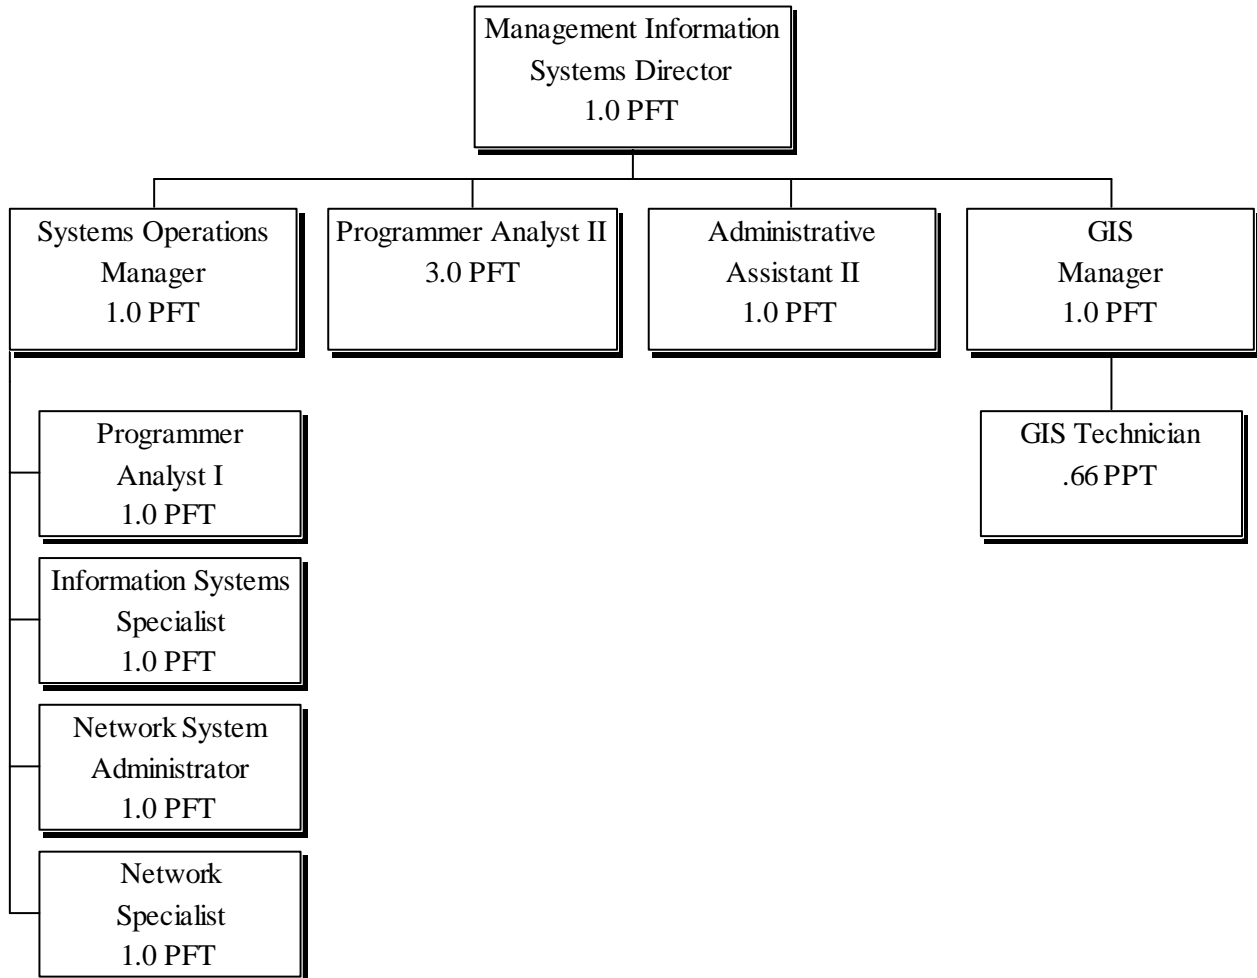 Management Information
Systems Director
1.0 PFT
Systems Operations
Manager
1.0 PFT
Programmer Analyst II
3.0 PFT
Administrative
Assistant II
1.0 PFT
GIS
Manager
1.0 PFT
Programmer
Analyst I
1.0 PFT
GIS Technician
.66 PPT
Information Systems
Specialist
1.0 PFT
Network System
Administrator
1.0 PFT
Network
Specialist
1.0 PFT